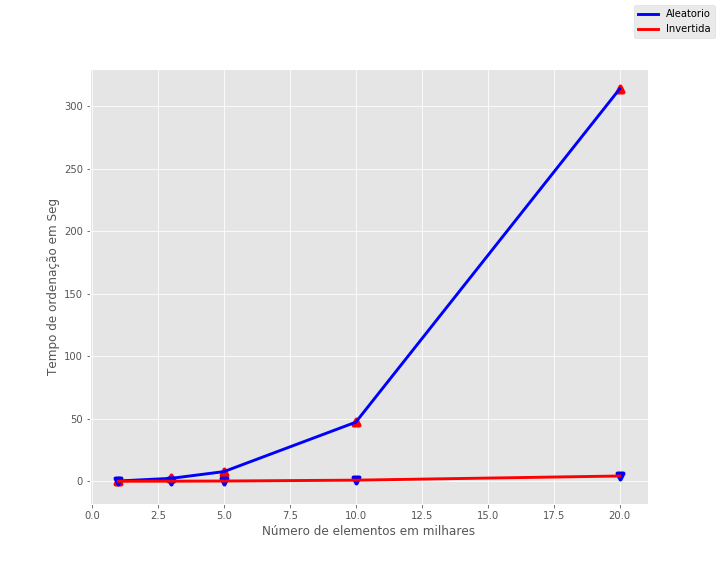 Aleatorio
Invertida
300
250
200
150
100
50
0
Tempo de ordenação em Seg
0.0 2.5 5.0 7.5 10.0 12.5 15.0 17.5 20.0
Número de elementos em milhares